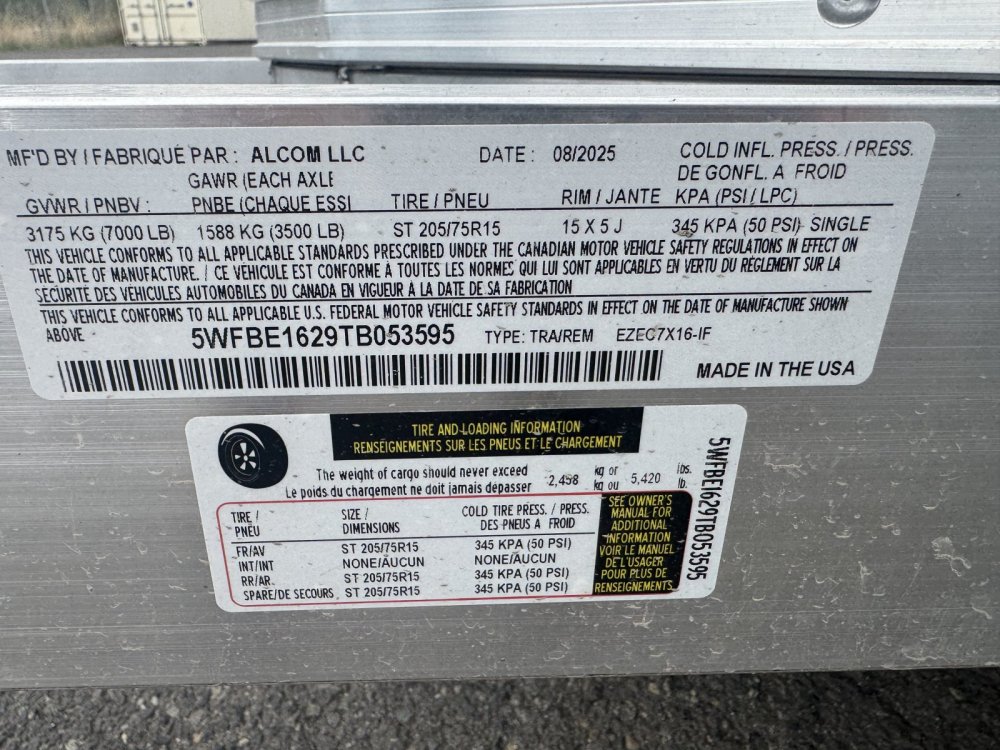 MF'D BY / FABRIQUÉ PAR : ALCOM LLC DATE : 08/2025 COLD INFL. PRESS. / PRESS.
DE GONFL. A FROID
GAWR (EACH AXLE
GVWR / PNBV : PNBE (CHAQUE ESSI TIRE / PNEU RIM / JANTE KPA (PSI / LPC)
3175 KG (7000 LB) 1588 KG (3500 LB) ST 205/75R15 15 X 5 J 345 KPA (50 PSI) SINGLE
THIS VEHICLE CONFORMS TO ALL APPLICABLE STANDARDS PRESCRIBED UNDER THE CANADIAN MOTOR VEHICLE SAFETY REGULATIONS IN EFFECT ON
THE DATE OF MANUFACTURE. / CE VEHICULE EST CONFORME À TOUTES LES NORMES QUI LUI SONT APPLICABLES EN VERTU DU RÈGLEMENT SUR LA
SÉCURITÉ DES VEHICULES AUTOMOBILES DU CANADA EN VIGUEUR À LA DATE DE SA FABRICATION
THIS VEHICLE CONFORMS TO ALL APPLICABLE U.S. FEDERAL MOTOR VEHICLE SAFETY STANDARDS IN EFFECT ON THE DATE OF MANUFACTURE SHOWN
ABOVE 5WFBE1629TB053595 TYPE: TRA/REM EZEC7X16-IF
MADE IN THE USA
TIRE AND LOADING INFORMATION
RENSEIGNEMENTS SUR LES PNEUS ET LE CHARGEMENT
The weight of cargo should never exceed 2,458 kg or 5,420 lbs.
Le poids du chargement ne doit jamais depasser kg ou lb.
TIRE / SIZE / COLD TIRE PRESS. / PRESS.
PNEU DIMENSIONS DES PNEUS A FROID
FR/AV ST 205/75R15 345 KPA (50 PSI)
INT/INT NONE/AUCUN NONE/AUCUN
RR/AR. ST 205/75R15 345 KPA (50 PSI)
SPARE/DE SECOURS ST 205/75R15 345 KPA (50 PSI)
SEE OWNER'S
MANUAL FOR
ADDITIONAL
INFORMATION
VOIR LE MANUEL
DE L'USAGER
POUR PLUS DE
RENSEIGNEMENTS
5WFBE1629TB053595